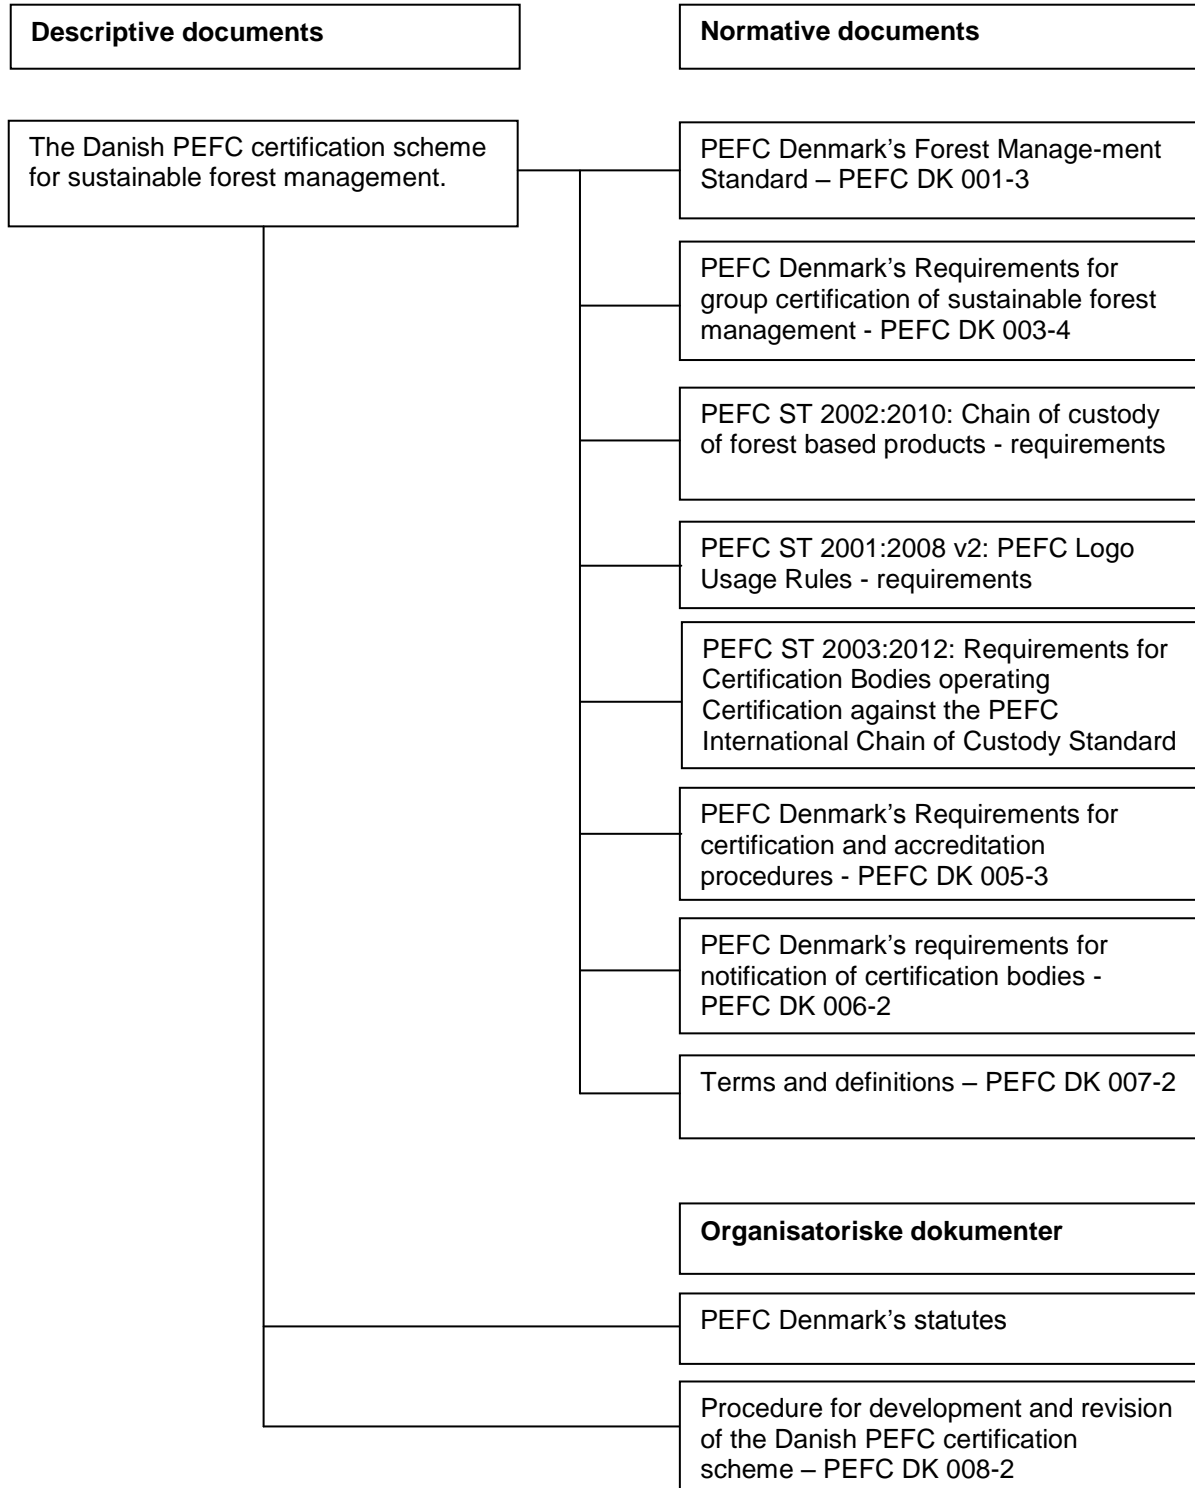 Descriptive documents
Normative documents
The Danish PEFC certification scheme
for sustainable forest management.
PEFC Denmark's Forest Manage-ment
Standard – PEFC DK 001-3
PEFC Denmark's Requirements for
group certification of sustainable forest
management - PEFC DK 003-4
PEFC ST 2002:2010: Chain of custody
of forest based products - requirements
PEFC ST 2001:2008 v2: PEFC Logo
Usage Rules - requirements
PEFC ST 2003:2012: Requirements for
Certification Bodies operating
Certification against the PEFC
International Chain of Custody Standard
PEFC Denmark's Requirements for
certification and accreditation
procedures - PEFC DK 005-3
PEFC Denmark's requirements for
notification of certification bodies -
PEFC DK 006-2
Terms and definitions – PEFC DK 007-2
Organisatoriske dokumenter
PEFC Denmark's statutes
Procedure for development and revision
of the Danish PEFC certification
scheme – PEFC DK 008-2